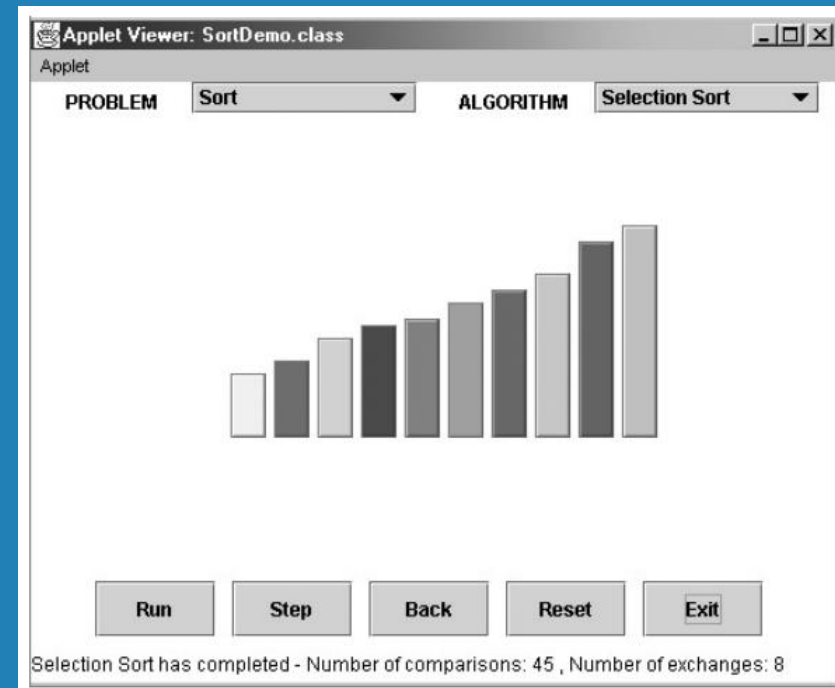 Applet Viewer: SortDemo.class
Applet
PROBLEM Sort ALGORITHM Selection Sort
Run Step Back Reset Exit
Selection Sort has completed - Number of comparisons: 45 , Number of exchanges: 8